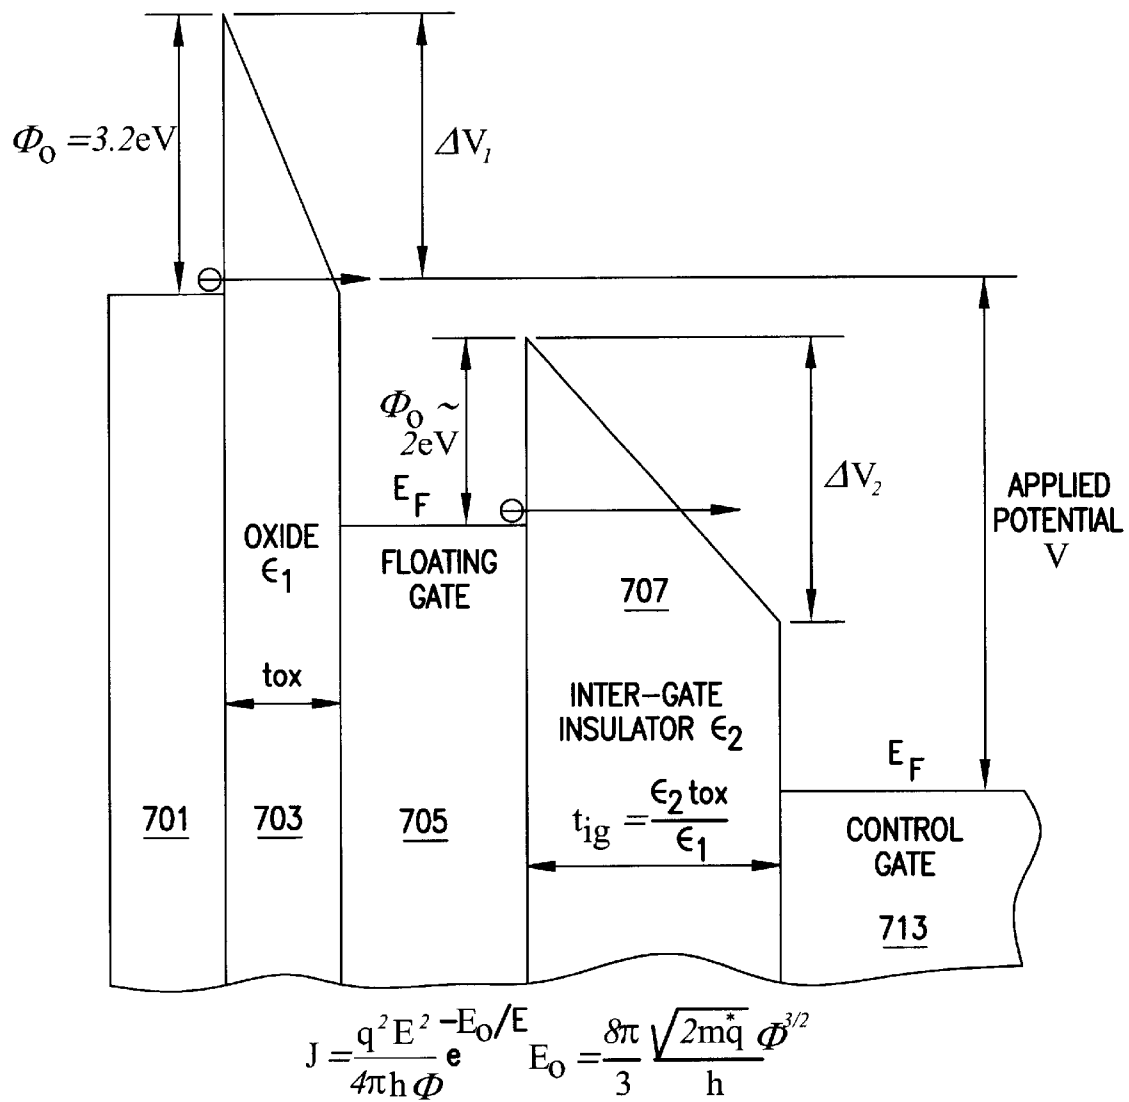 Φo = 3.2eV
ΔV1
Φo ~
2eV
ΔV2
APPLIED
POTENTIAL
V
EF
OXIDE
ϵ1
FLOATING
GATE
707
tox
INTER-GATE
INSULATOR ϵ2
EF
701
703
705
tig = ϵ2 tox / ϵ1
CONTROL
GATE
713
J = q²E² / 4πhΦ e^-Eo/E Eo = 8π/3 √2m*q / h Φ^3/2